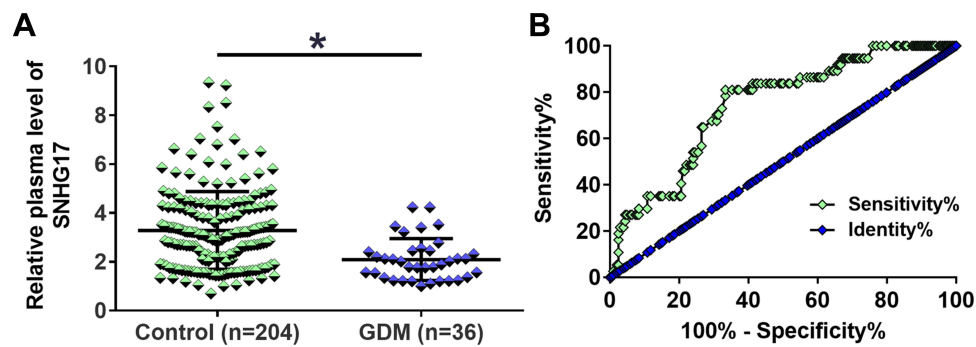 A
*
Relative plasma level of
SNHG17
10
8
6
4
2
0
Control (n=204)
GDM (n=36)
B
Sensitivity%
100
80
60
40
20
0
Sensitivity%
Identity%
0
20
40
60
80
100
100% - Specificity%